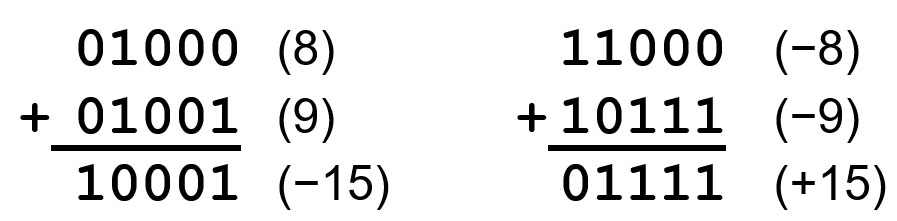 01000 (8) 11000 (−8)
+ 01001 (9) + 10111 (−9)
10001 (−15) 01111 (+15)